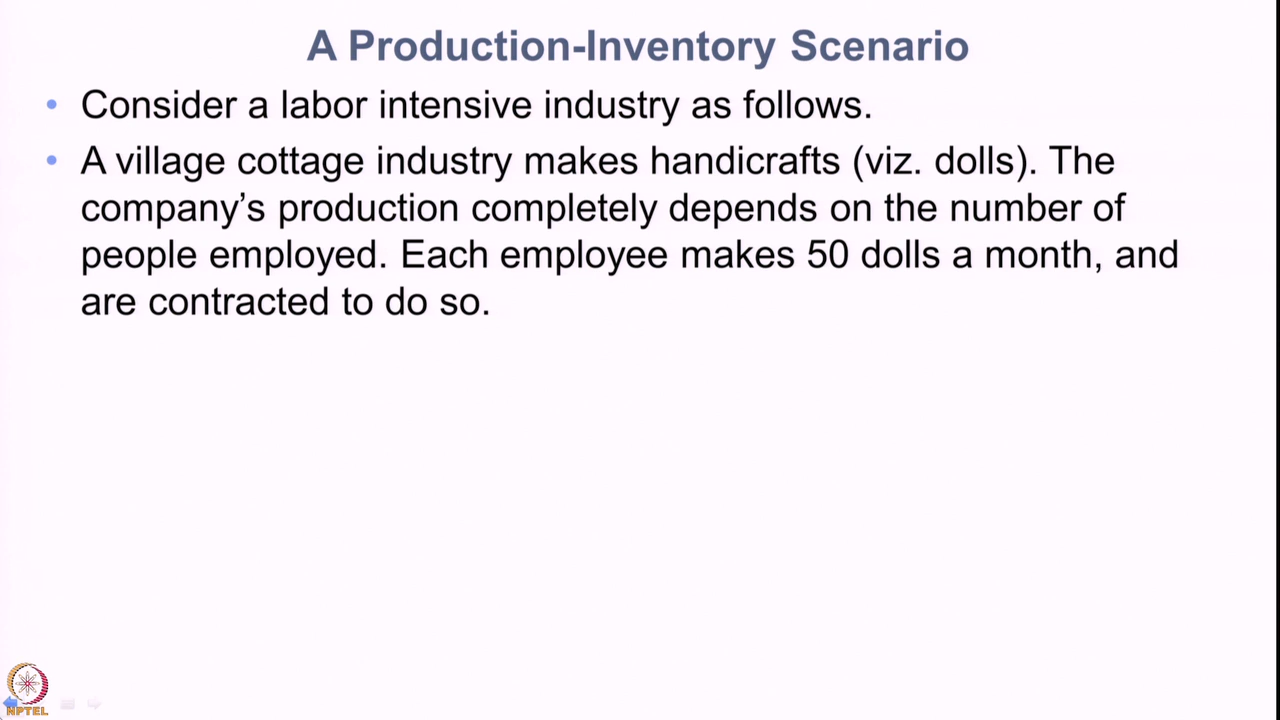 A Production-Inventory Scenario
• Consider a labor intensive industry as follows.
• A village cottage industry makes handicrafts (viz. dolls). The
company’s production completely depends on the number of
people employed. Each employee makes 50 dolls a month, and
are contracted to do so.
NPTEL